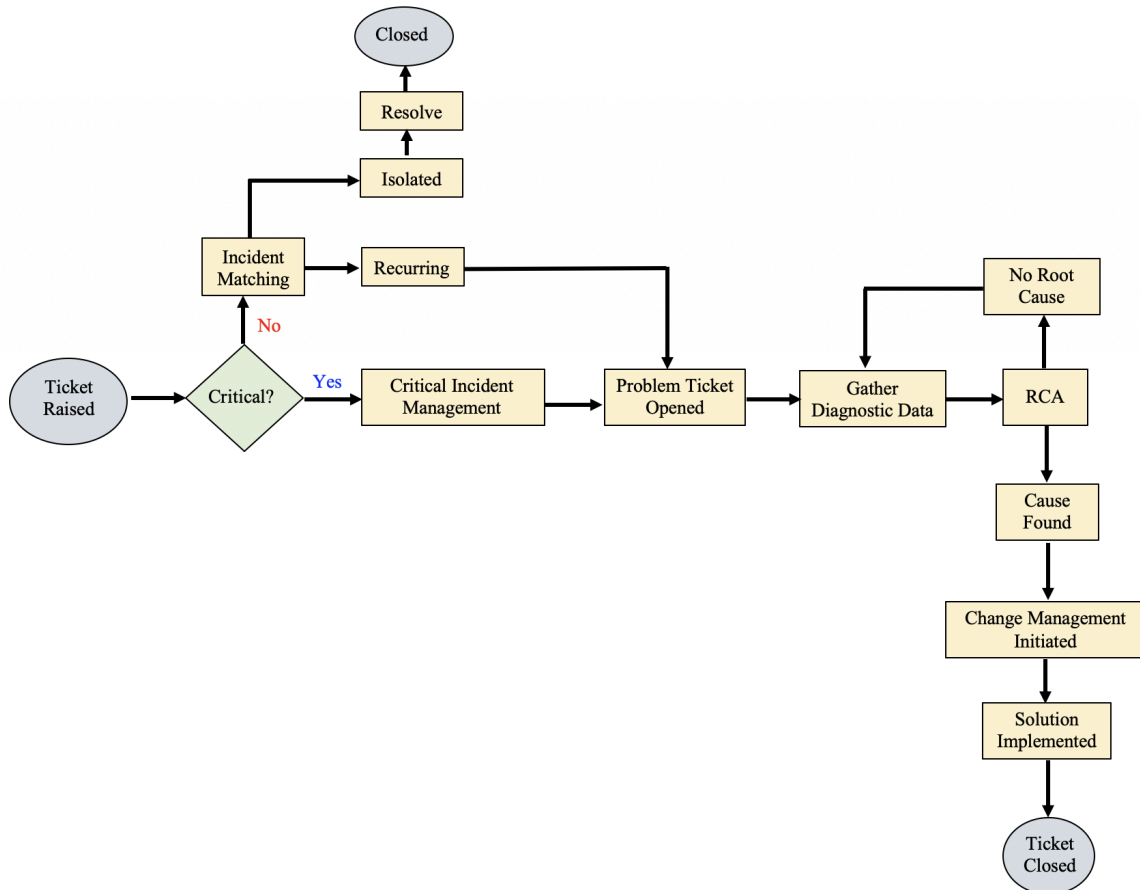 Closed
Resolve
Isolated
Incident
Matching
Recurring
No Root
Cause
No
Ticket
Raised
Critical?
Yes
Critical Incident
Management
Problem Ticket
Opened
Gather
Diagnostic Data
RCA
Cause
Found
Change Management
Initiated
Solution
Implemented
Ticket
Closed